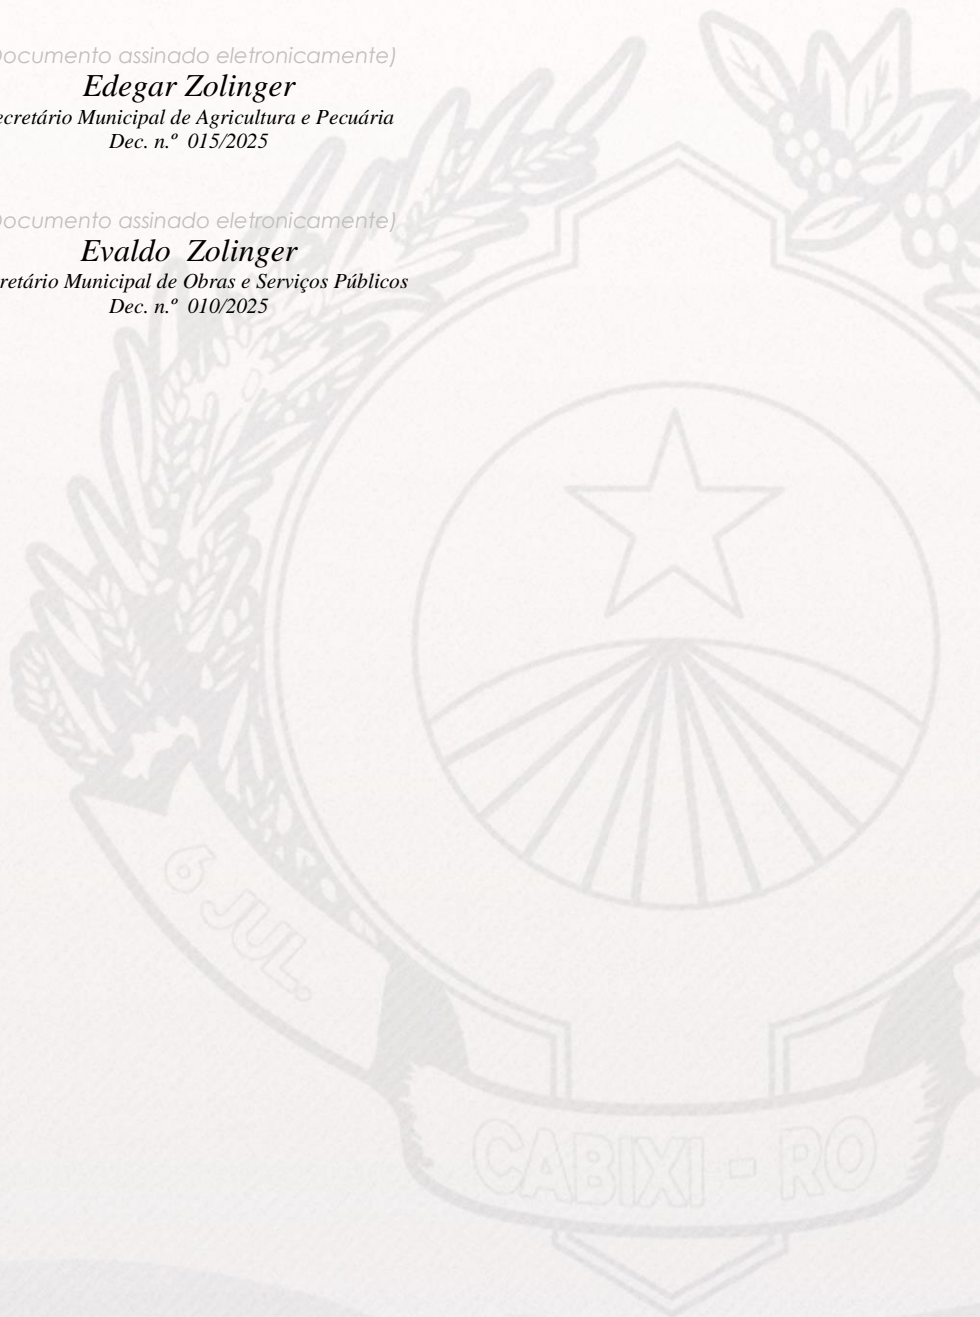 ocumento assinado eletronicamente)
Edegar Zolinger
ecretário Municipal de Agricultura e Pecuária
Dec. n.º 015/2025
ocumento assinado eletronicamente)
Evaldo Zolinger
retário Municipal de Obras e Serviços Públicos
Dec. n.º 010/2025
6 JUL.
CABIXI - RO